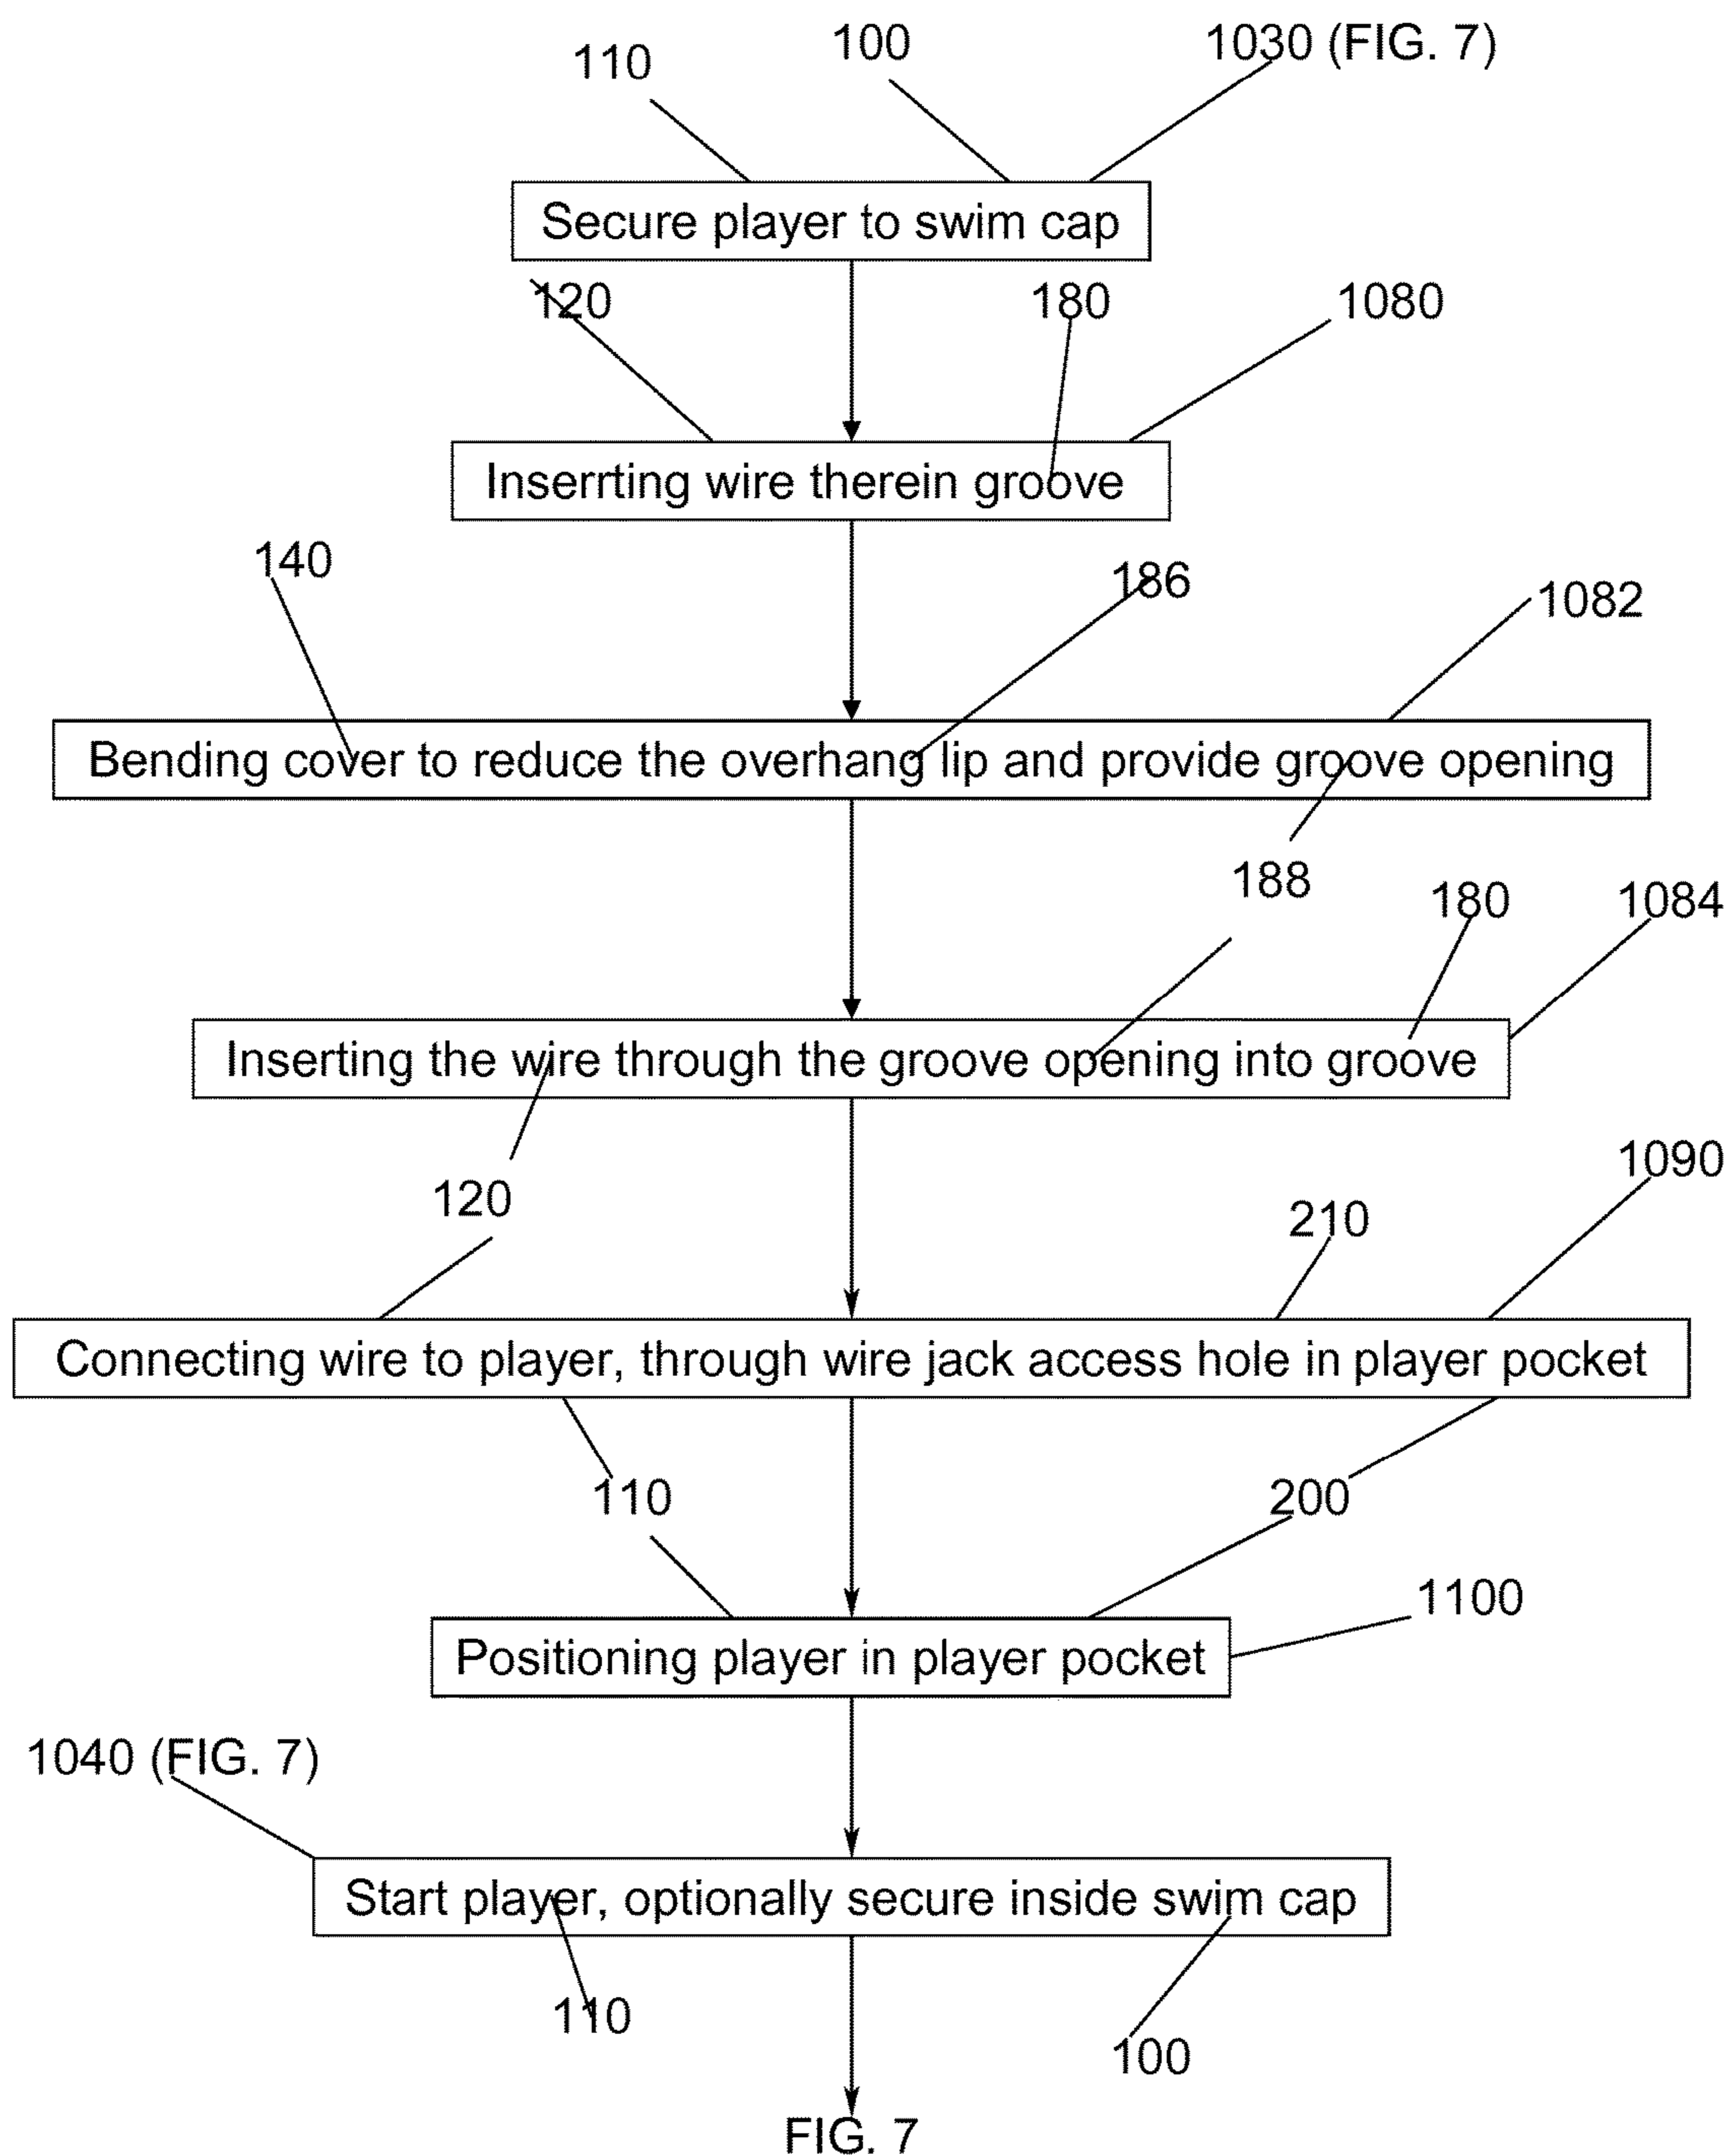 110 100 1030 (FIG. 7)
Secure player to swim cap
120 180 1080
Inserrting wire therein groove
140 186 1082
Bending cover to reduce the overhang lip and provide groove opening
188 180 1084
Inserting the wire through the groove opening into groove
120 210 1090
Connecting wire to player, through wire jack access hole in player pocket
110 200
1100
Positioning player in player pocket
1040 (FIG. 7)
Start player, optionally secure inside swim cap
110 100
FIG. 7